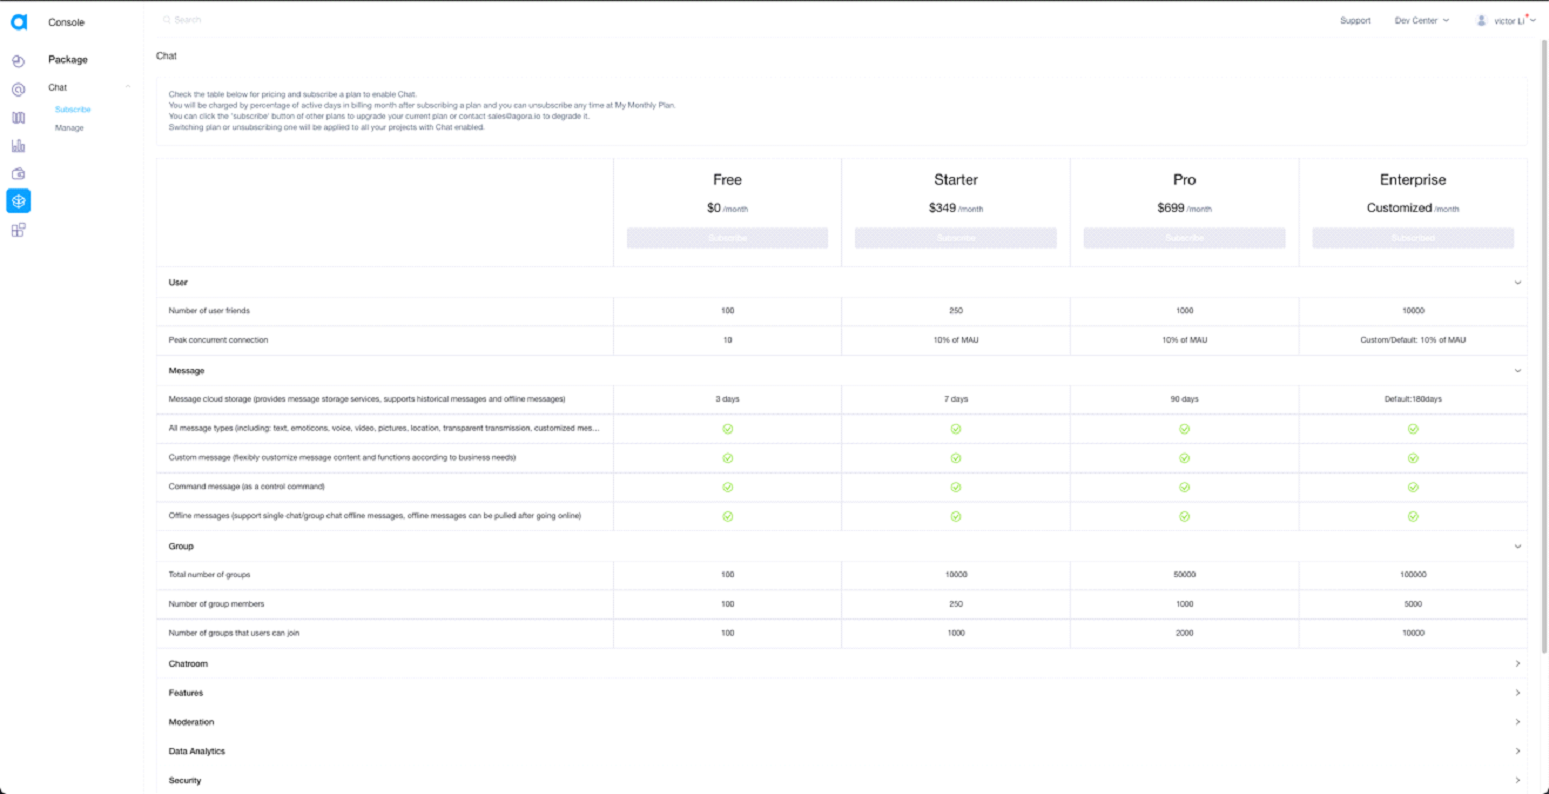 Console
Search
Support
Dev Center
victor Li
Package
Chat
Subscribe
Manage
Chat
Check the table below for pricing and subscribe a plan to enable Chat.
You will be charged by percentage of active days in billing month after subscribing a plan and you can unsubscribe any time at My Monthly Plan.
You can click the 'subscribe' button of other plans to upgrade your current plan or contact sales@agora.io to degrade it.
Switching plan or unsubscribing one will be applied to all your projects with Chat enabled.
Free Starter Pro Enterprise
$0 /month $349 /month $699 /month Customized /month
Subscribe Subscribe Subscribe Subscribed
User
Number of user friends 100 250 1000 10000
Peak concurrent connection 10 10% of MAU 10% of MAU Custom/Default: 10% of MAU
Message
Message cloud storage (provides message storage services, supports historical messages and offline messages) 3 days 7 days 90 days Default:180days
All message types (including: text, emoticons, voice, video, pictures, location, transparent transmission, customized mes...
Custom message (flexibly customize message content and functions according to business needs)
Command message (as a control command)
Offline messages (support single-chat/group-chat offline messages, offline messages can be pulled after going online)
Group
Total number of groups 100 10000 50000 100000
Number of group members 100 250 1000 5000
Number of groups that users can join 100 1000 2000 10000
Chatroom
Features
Moderation
Data Analytics
Security